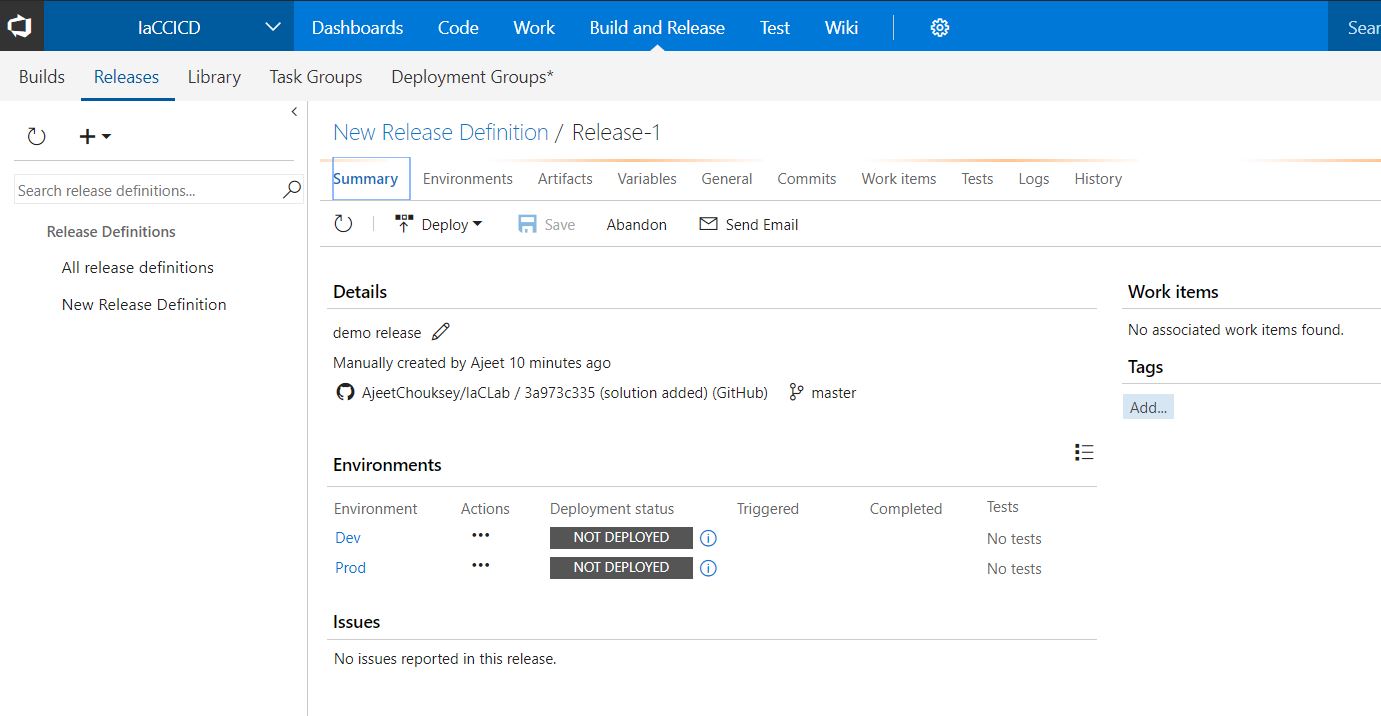 IaCCICD Dashboards Code Work Build and Release Test Wiki Sear
Builds Releases Library Task Groups Deployment Groups*
New Release Definition / Release-1
Search release definitions...
Release Definitions
All release definitions
New Release Definition
Summary Environments Artifacts Variables General Commits Work items Tests Logs History
Deploy Save Abandon Send Email
Details
demo release
Manually created by Ajeet 10 minutes ago
AjeetChouksey/IaCLab / 3a973c335 (solution added) (GitHub) master
Work items
No associated work items found.
Tags
Add...
Environments
Environment Actions Deployment status Triggered Completed Tests
Dev ••• NOT DEPLOYED No tests
Prod ••• NOT DEPLOYED No tests
Issues
No issues reported in this release.